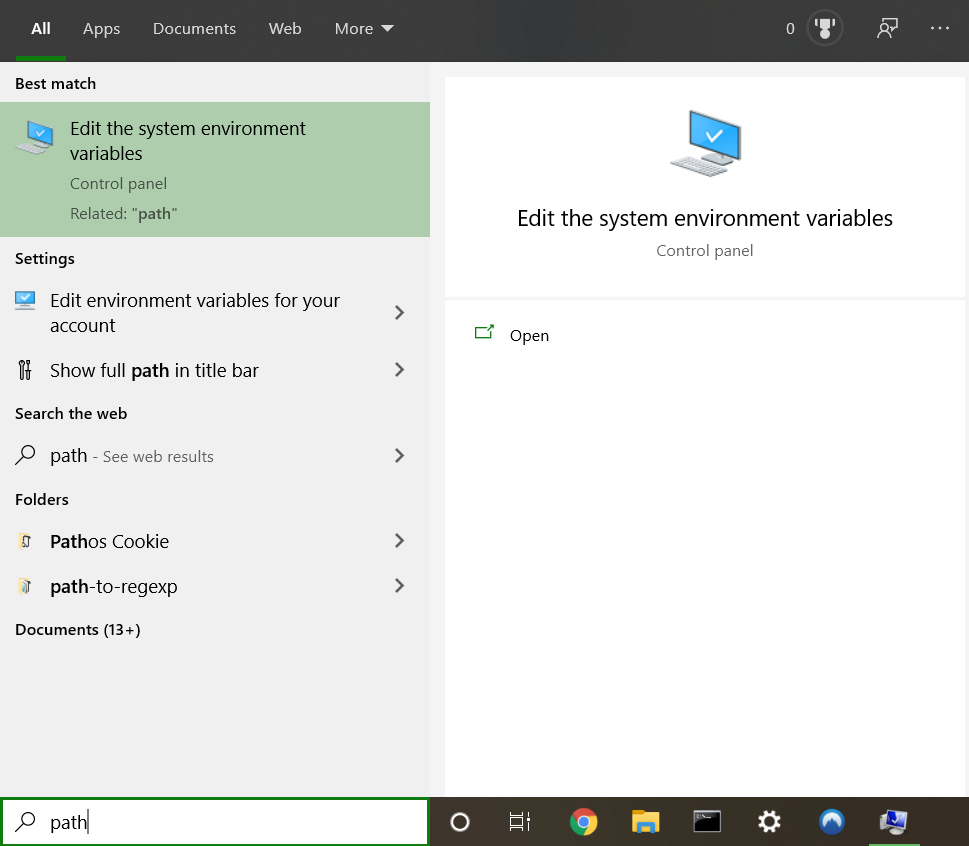 All Apps Documents Web More 0
Best match
Edit the system environment
variables
Control panel
Related: "path"
Settings
Edit environment variables for your
account
Show full path in title bar
Search the web
path - See web results
Folders
Pathos Cookie
path-to-regexp
Documents (13+)
Edit the system environment variables
Control panel
Open
path